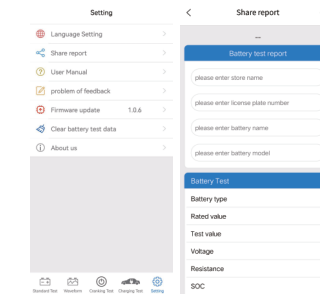 Setting
Language Setting
Share report
User Manual
problem of feedback
Firmware update 1.0.6
Clear battery test data
About us
Standard Test Waveform Cranking Test Charging Test Setting
Share report
--
Battery test report
please enter store name
please enter license plate number
please enter battery name
please enter battery model
Battery Test
Battery type
Rated value
Test value
Voltage
Resistance
SOC